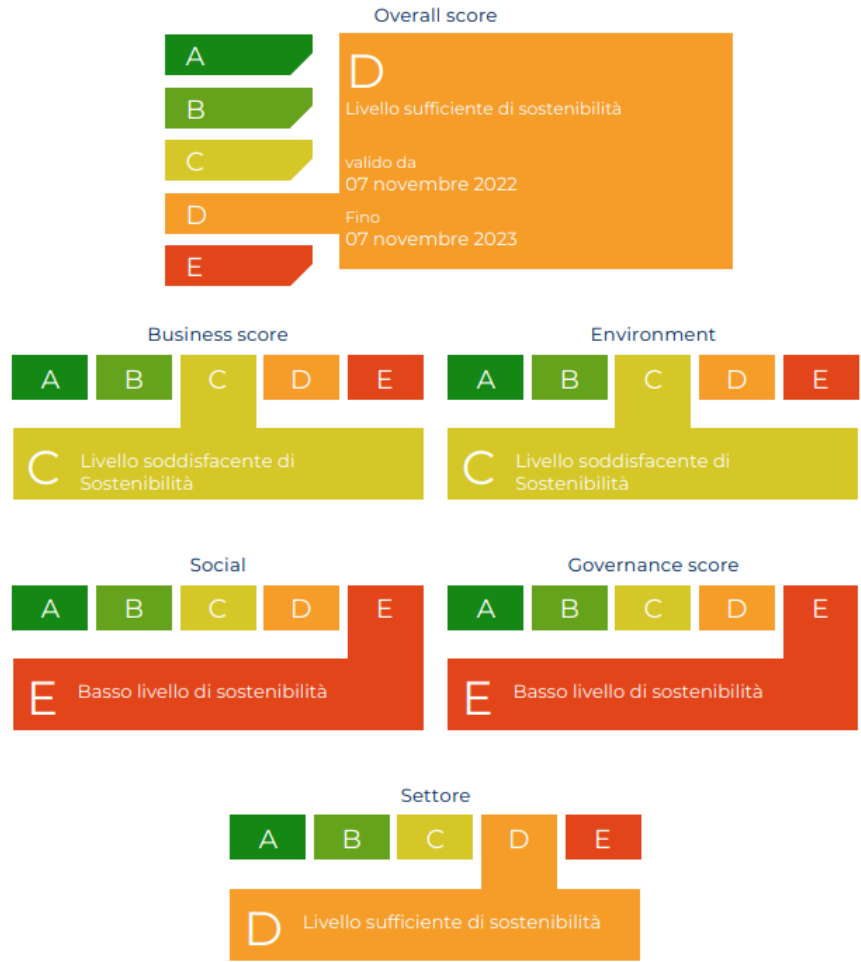 Overall score
A
B
C
D
E
D
Livello sufficiente di sostenibilità
valido da
07 novembre 2022
Fino
07 novembre 2023
Business score
A B C D E
C
Livello soddisfacente di
Sostenibilità
Environment
A B C D E
C
Livello soddisfacente di
Sostenibilità
Social
A B C D E
E
Basso livello di sostenibilità
Governance score
A B C D E
E
Basso livello di sostenibilità
Settore
A B C D E
D
Livello sufficiente di sostenibilità